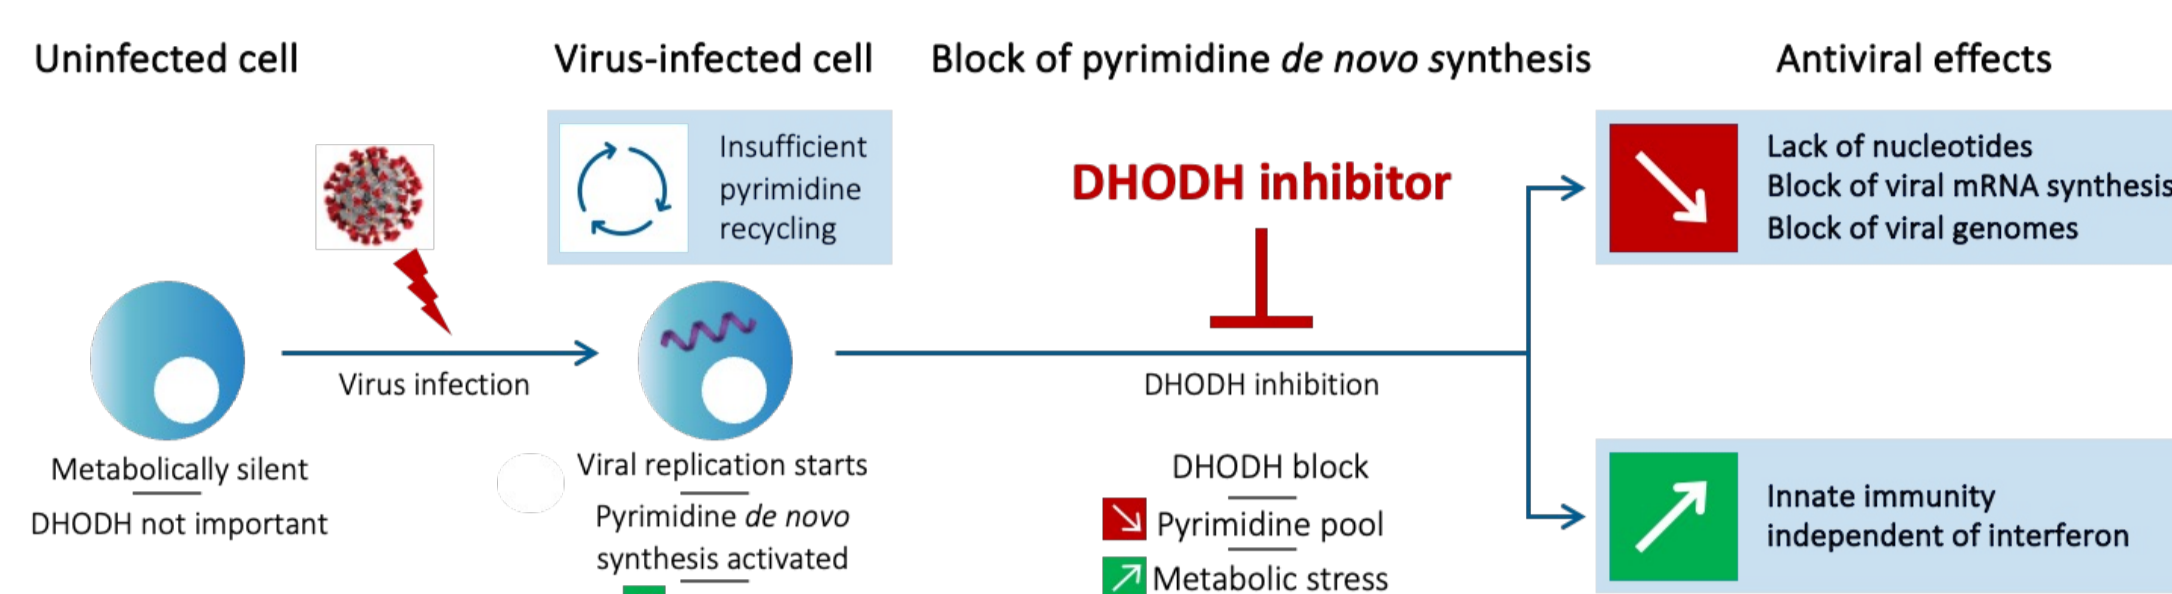 Uninfected cell
Virus-infected cell
Block of pyrimidine de novo synthesis
Antiviral effects
Insufficient
pyrimidine
recycling
DHODH inhibitor
Lack of nucleotides
Block of viral mRNA synthesis
Block of viral genomes
Virus infection
DHODH inhibition
Metabolically silent
DHODH not important
Viral replication starts
Pyrimidine de novo
synthesis activated
DHODH block
Pyrimidine pool
Metabolic stress
Innate immunity
independent of interferon